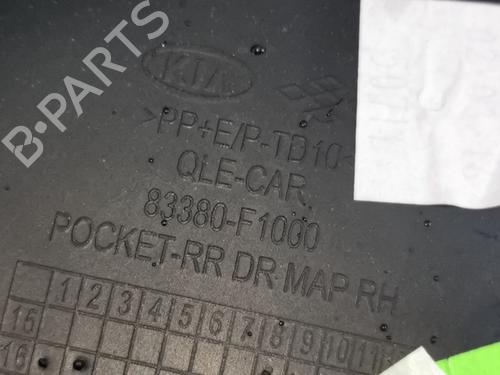 KIA
>PP+E/P-TD10<
QLE-CAR
83380-F1000
POCKET-RR DR MAP RH
1 2 3 4 5 6 7 8 9 10 11
15
16
B-PARTS